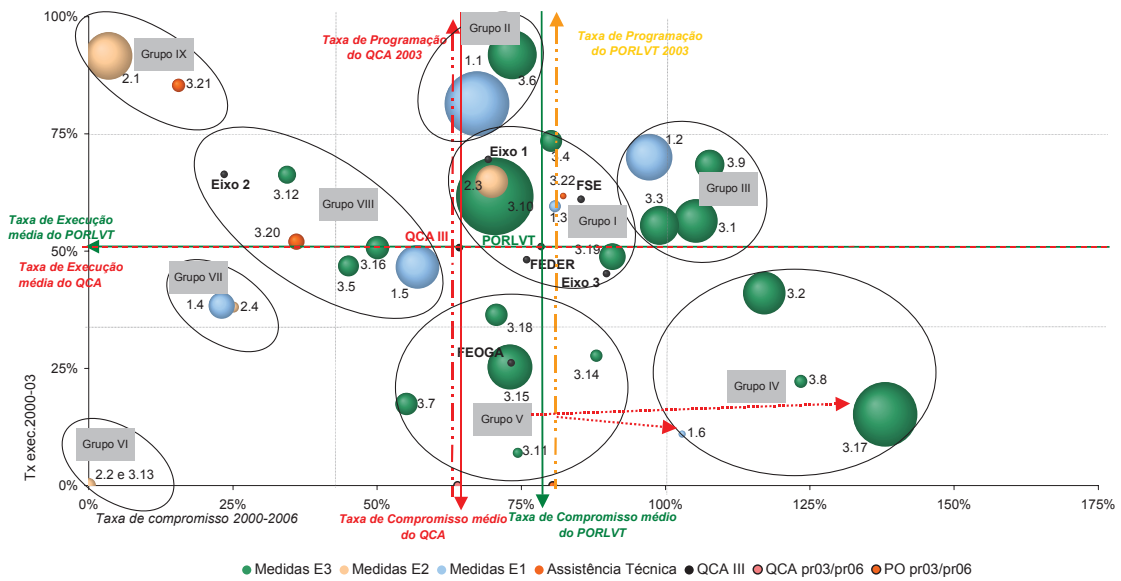 100%
Grupo II
Taxa de Programação
do QCA 2003
Taxa de Programação
do PORLVT 2003
Grupo IX
1.1
2.1
3.21
3.6
75%
1.2
3.4
Eixo 1
3.9
Eixo 2
3.12
2.3
3.22
FSE
Grupo III
Grupo VIII
3.10
1.3
Grupo I
3.3
3.1
Taxa de Execução
média do PORLVT
3.20
QCA III
PORLVT
50%
3.19
Taxa de Execução
média do QCA
3.16
FEDER
Grupo VII
3.5
1.5
Eixo 3
1.4
2.4
3.2
3.18
FEOGA
3.14
25%
3.15
3.8
Grupo IV
3.7
Grupo V
1.6
3.17
Grupo VI
3.11
2.2 e 3.13
Tx exec.2000-03
0%
0%
25%
50%
75%
100%
125%
150%
175%
Taxa de compromisso 2000-2006
Taxa de Compromisso médio
do QCA
Taxa de Compromisso médio
do PORLVT
Medidas E3
Medidas E2
Medidas E1
Assistência Técnica
QCA III
QCA pr03/pr06
PO pr03/pr06